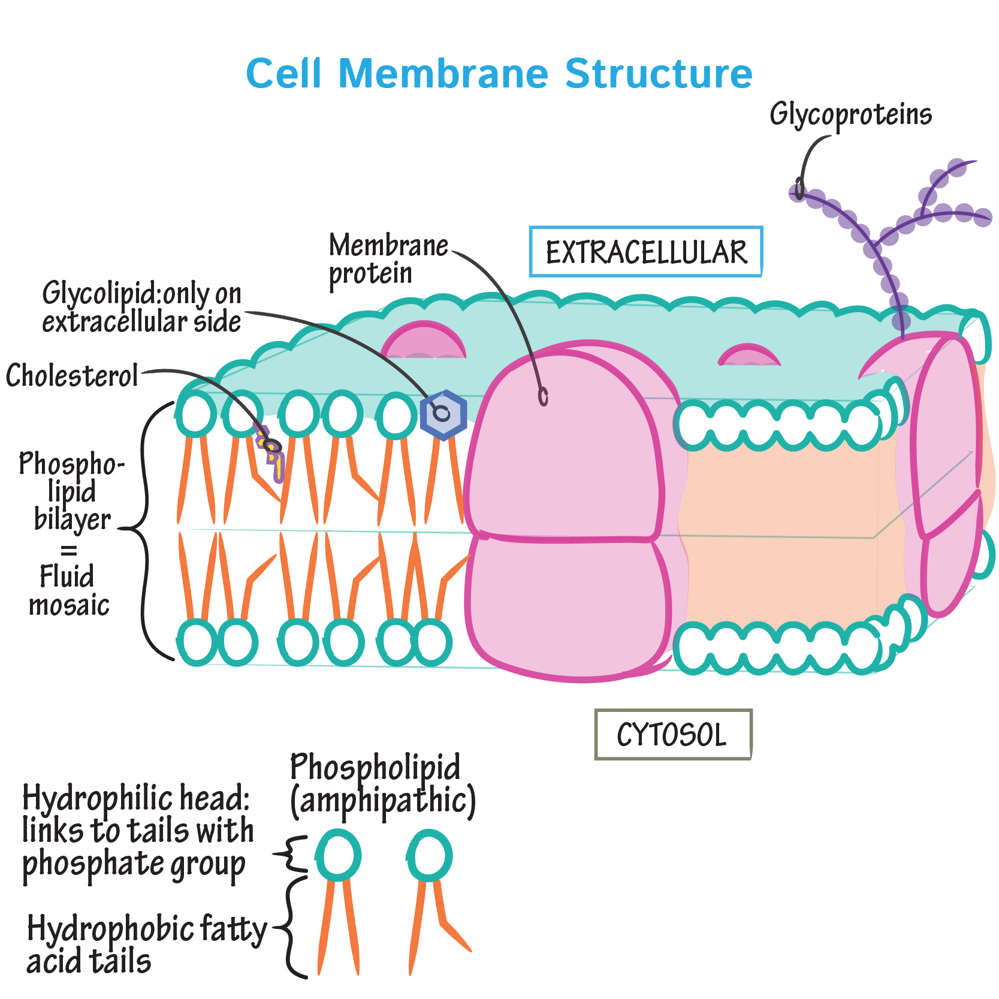 Cell Membrane Structure
Glycoproteins
Membrane
protein
EXTRACELLULAR
Glycolipid:only on
extracellular side
Cholesterol
Phospho-
lipid
bilayer
=
Fluid
mosaic
CYTOSOL
Phospholipid
(amphipathic)
Hydrophilic head:
links to tails with
phosphate group
Hydrophobic fatty
acid tails